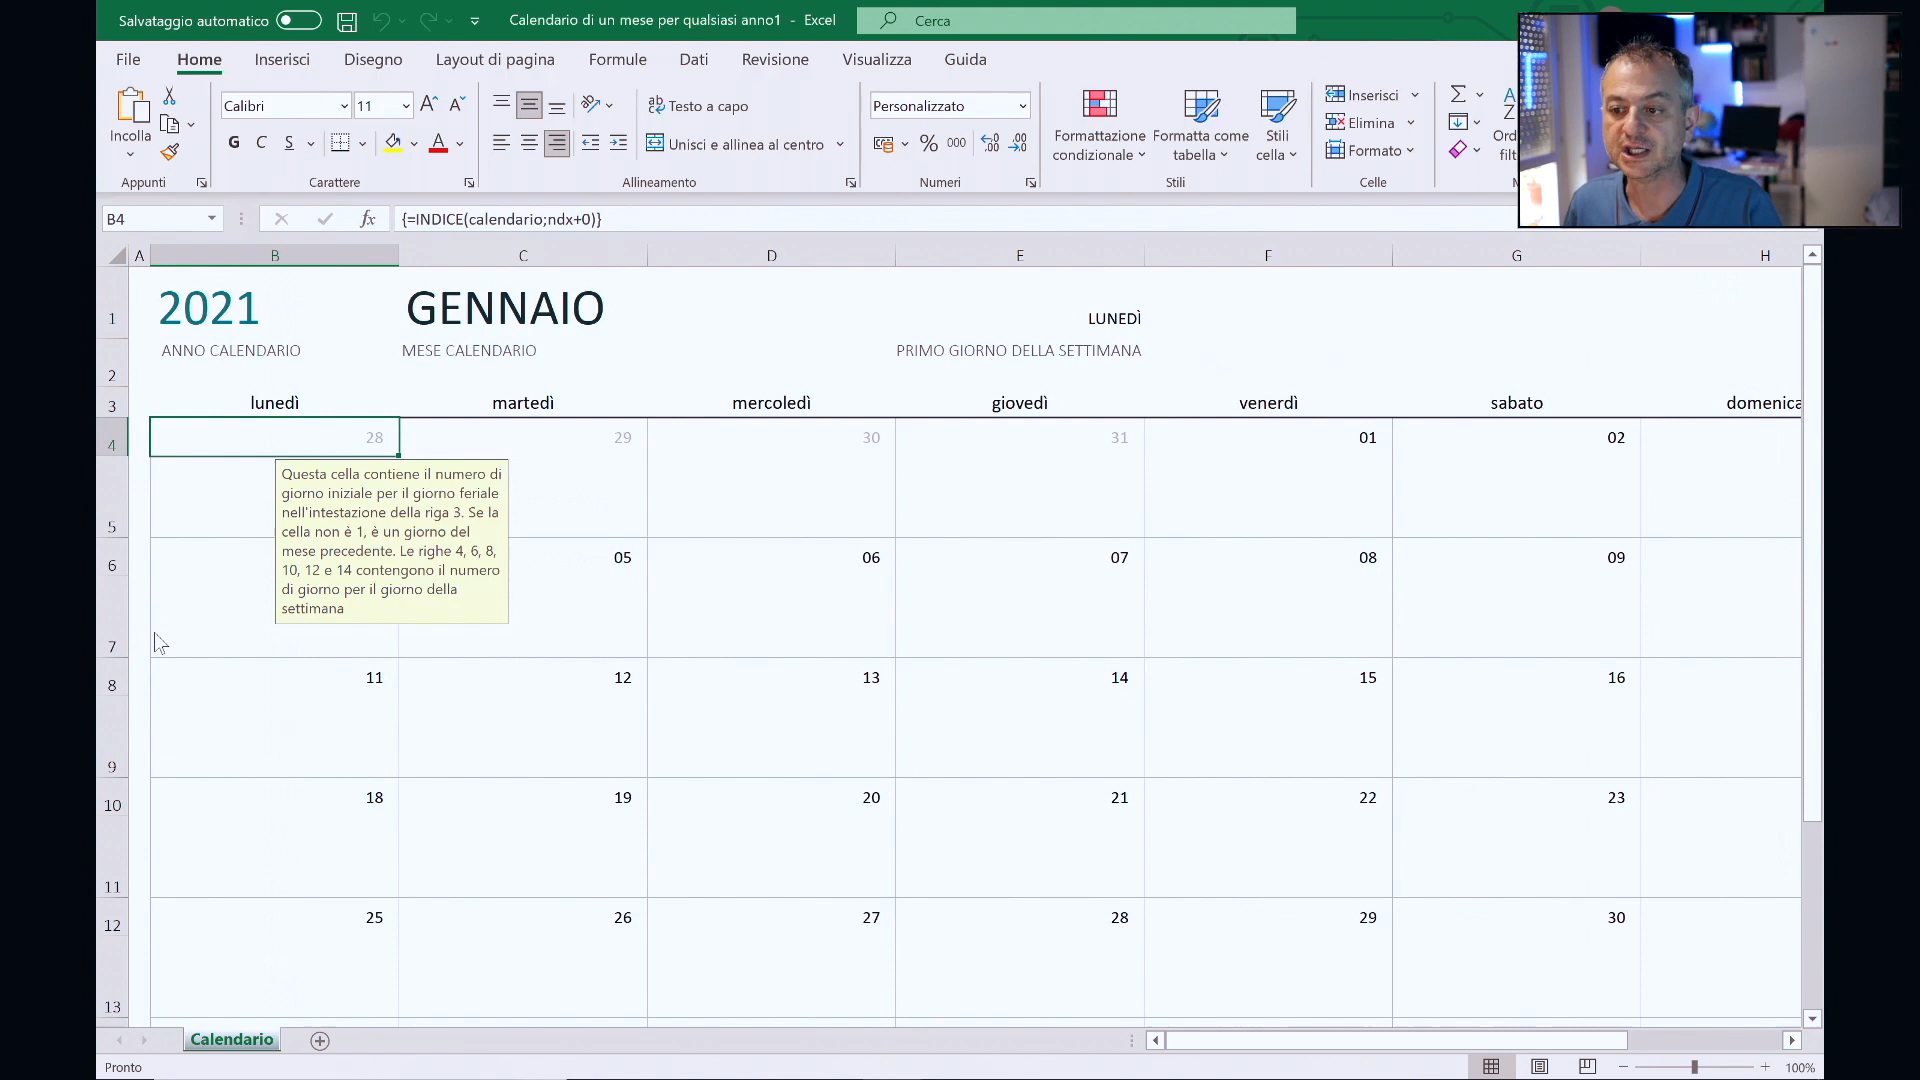 Salvataggio automatico
Calendario di un mese per qualsiasi anno1 - Excel
Cerca
File Home Inserisci Disegno Layout di pagina Formule Dati Revisione Visualizza Guida
Incolla
Appunti
Calibri 11
G C S
Carattere
Testo a capo
Unisci e allinea al centro
Allineamento
Personalizzato
% 000
Numeri
Formattazione condizionale
Formatta come tabella
Stili cella
Stili
Inserisci
Elimina
Formato
Celle
B4 fx {=INDICE(calendario;ndx+0)}
A B C D E F G H
1 2021 GENNAIO LUNEDÌ
ANNO CALENDARIO MESE CALENDARIO PRIMO GIORNO DELLA SETTIMANA
2
3 lunedì martedì mercoledì giovedì venerdì sabato domenica
4 28 29 30 31 01 02
Questa cella contiene il numero di
giorno iniziale per il giorno feriale
nell'intestazione della riga 3. Se la
cella non è 1, è un giorno del
mese precedente. Le righe 4, 6, 8,
10, 12 e 14 contengono il numero
di giorno per il giorno della
settimana
5
6 05 06 07 08 09
7
8 11 12 13 14 15 16
9
10 18 19 20 21 22 23
11
12 25 26 27 28 29 30
13
Calendario
Pronto
100%